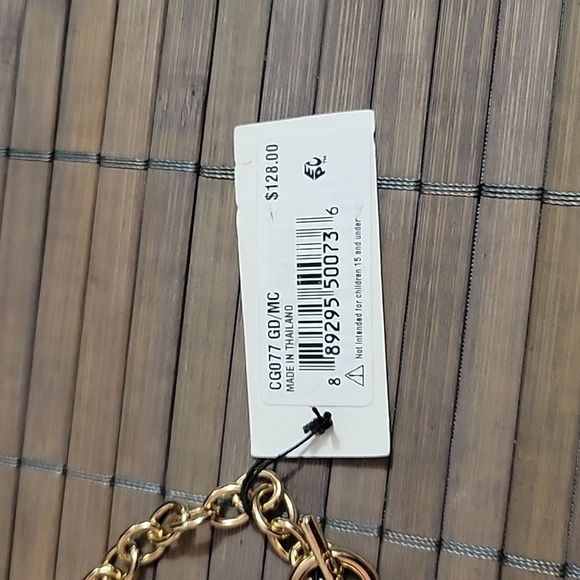 CG077 GD/MC $128.00
MADE IN THAILAND
8 89295 50073 6
Not Intended for children 15 and under